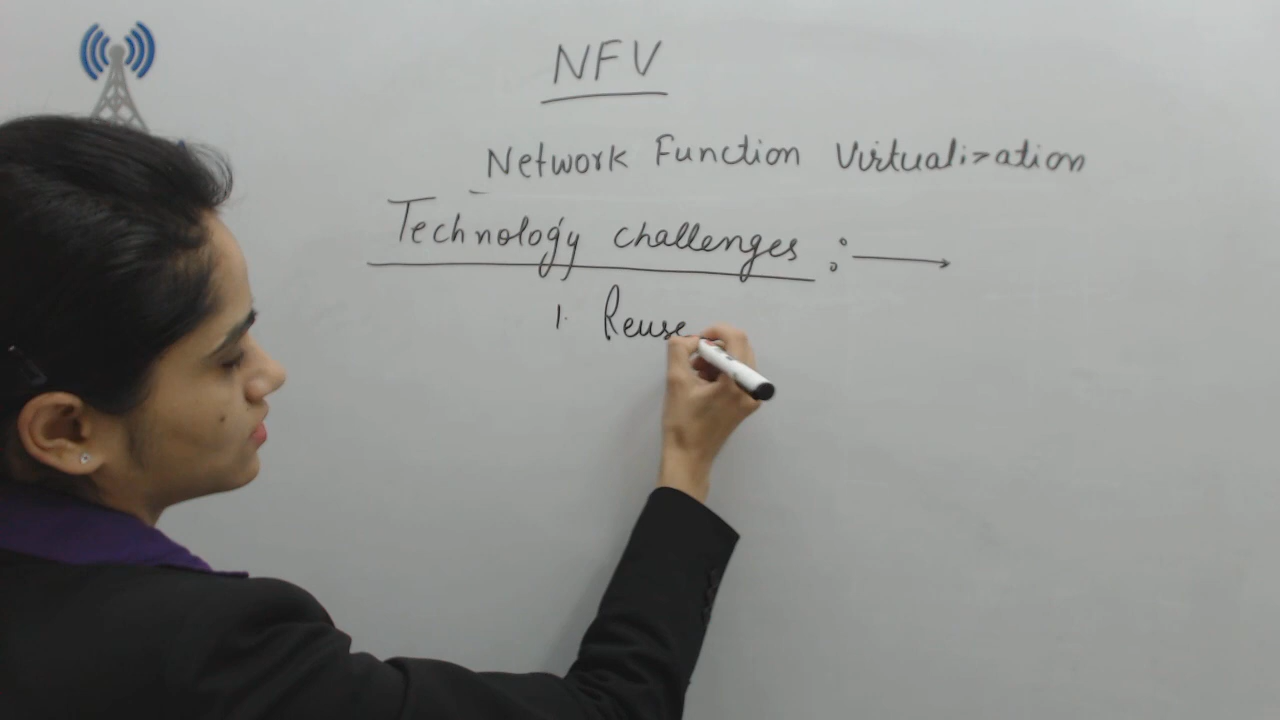 NFV
Network Function Virtualization
Technology challenges :→
1. Reuse